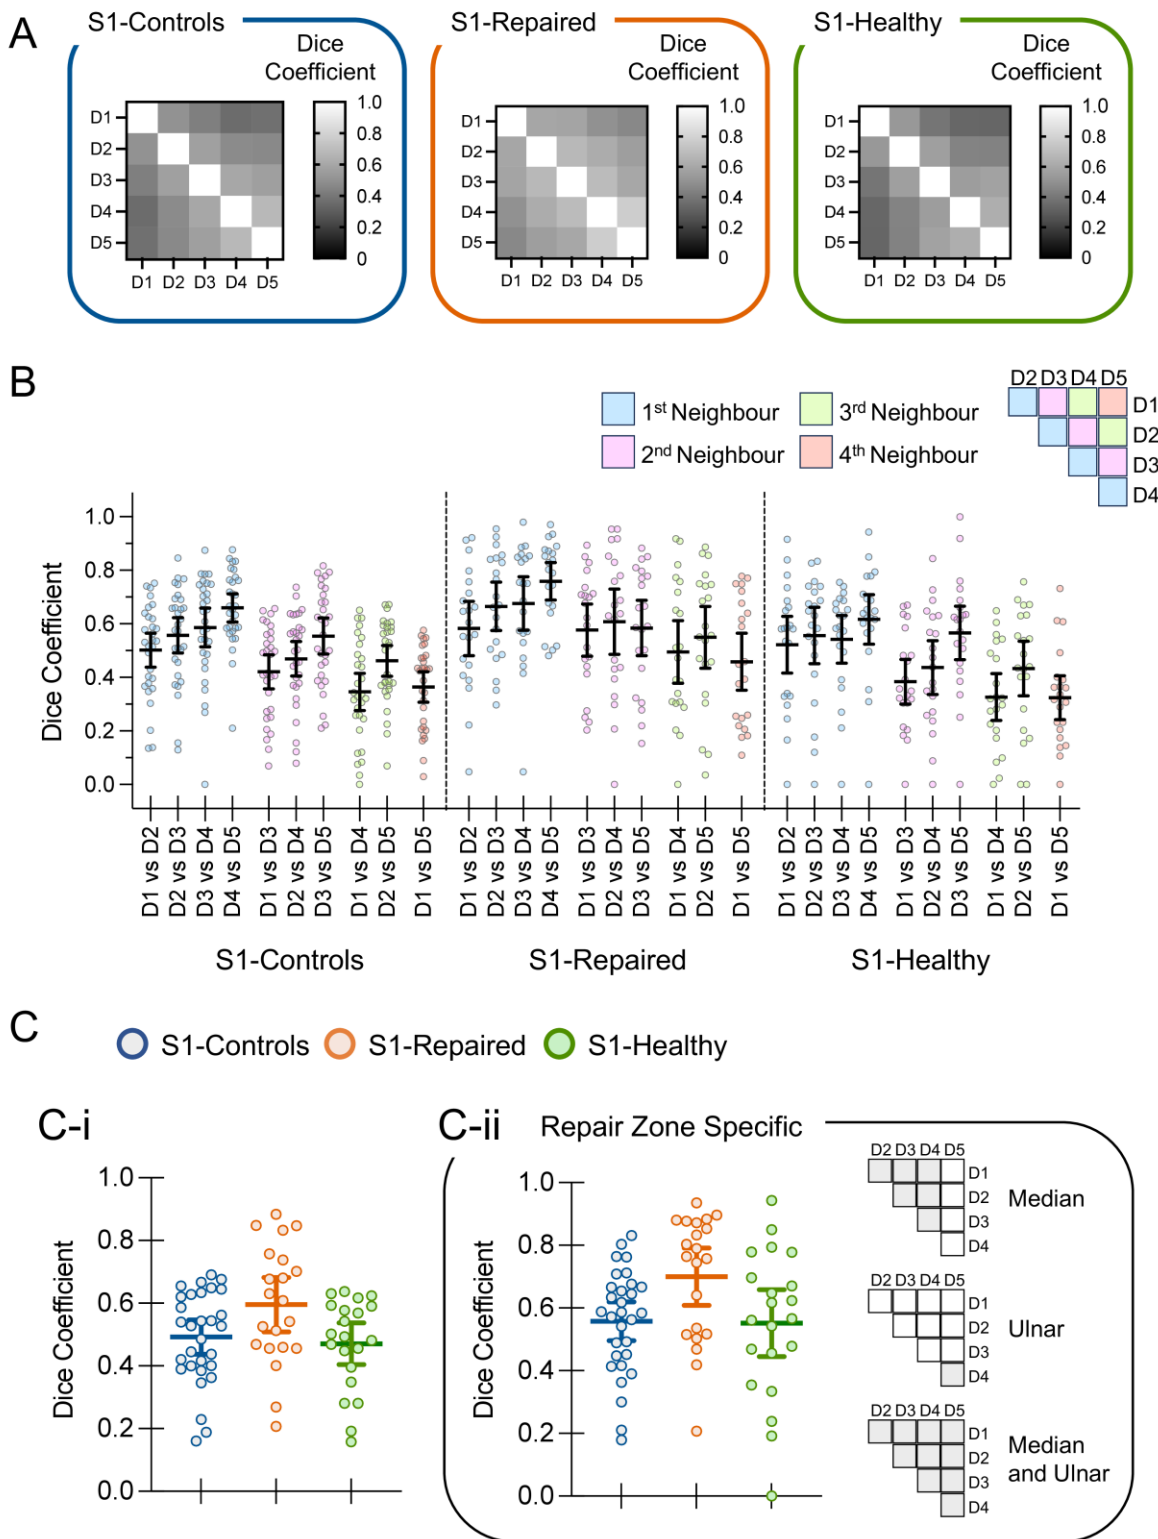 A
S1-Controls
Dice
Coefficient
1.0
0.8
0.6
0.4
0.2
0
D1
D2
D3
D4
D5
D1 D2 D3 D4 D5
S1-Repaired
Dice
Coefficient
1.0
0.8
0.6
0.4
0.2
0
D1
D2
D3
D4
D5
D1 D2 D3 D4 D5
S1-Healthy
Dice
Coefficient
1.0
0.8
0.6
0.4
0.2
0
D1
D2
D3
D4
D5
D1 D2 D3 D4 D5
B
1st Neighbour
3rd Neighbour
2nd Neighbour
4th Neighbour
D2 D3 D4 D5
D1
D2
D3
D4
Dice Coefficient
1.0
0.8
0.6
0.4
0.2
0.0
D1 vs D2
D2 vs D3
D3 vs D4
D4 vs D5
D1 vs D3
D2 vs D4
D3 vs D5
D1 vs D4
D2 vs D5
D1 vs D5
D1 vs D2
D2 vs D3
D3 vs D4
D4 vs D5
D1 vs D3
D2 vs D4
D3 vs D5
D1 vs D4
D2 vs D5
D1 vs D5
D1 vs D2
D2 vs D3
D3 vs D4
D4 vs D5
D1 vs D3
D2 vs D4
D3 vs D5
D1 vs D4
D2 vs D5
D1 vs D5
S1-Controls
S1-Repaired
S1-Healthy
C
S1-Controls
S1-Repaired
S1-Healthy
C-i
Dice Coefficient
1.0
0.8
0.6
0.4
0.2
0.0
C-ii
Repair Zone Specific
Dice Coefficient
1.0
0.8
0.6
0.4
0.2
0.0
D2 D3 D4 D5
D1
D2
D3
D4
Median
D2 D3 D4 D5
D1
D2
D3
D4
Ulnar
D2 D3 D4 D5
D1
D2
D3
D4
Median
and Ulnar